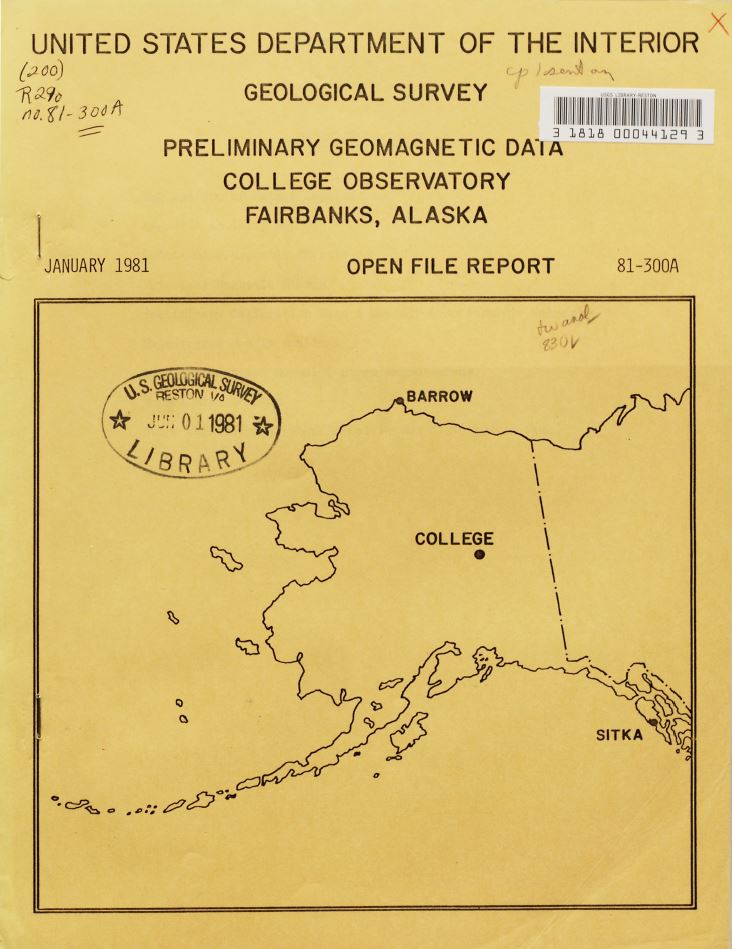 UNITED STATES DEPARTMENT OF THE INTERIOR
(200)
R290
no. 81-300A
GEOLOGICAL SURVEY
USGS LIBRARY-RESTON
3 1818 00044129 3
PRELIMINARY GEOMAGNETIC DATA
COLLEGE OBSERVATORY
FAIRBANKS, ALASKA
JANUARY 1981 OPEN FILE REPORT 81-300A
U.S. GEOLOGICAL SURVEY
RESTON VA
JUN 01 1981
LIBRARY
BARROW
COLLEGE
SITKA